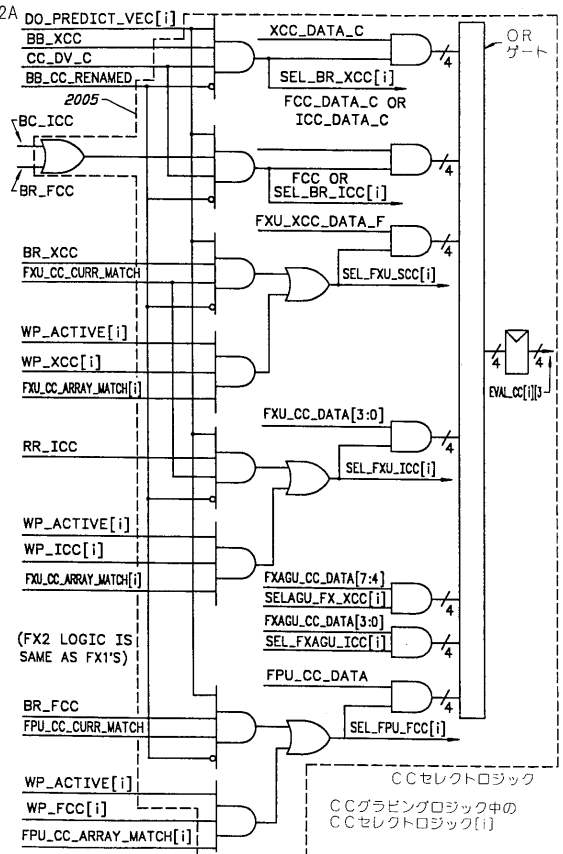 2A
DO_PREDICT_VEC[i]
BB_XCC
CC_DV_C
BB_CC_RENAMED
2005
BC_ICC
BR_FCC
XCC_DATA_C
4
SEL_BR_XCC[i]
FCC_DATA_C OR
ICC_DATA_C
OR
ゲート
4
FCC OR
SEL_BR_ICC[i]
FXU_XCC_DATA_F
4
SEL_FXU_SCC[i]
BR_XCC
FXU_CC_CURR_MATCH
WP_ACTIVE[i]
WP_XCC[i]
FXU_CC_ARRAY_MATCH[i]
4
4
EVAL_CC[i][3
FXU_CC_DATA[3:0]
4
SEL_FXU_ICC[i]
RR_ICC
WP_ACTIVE[i]
WP_ICC[i]
FXU_CC_ARRAY_MATCH[i]
FXAGU_CC_DATA[7:4]
SELAGU_FX_XCC[i]
4
FXAGU_CC_DATA[3:0]
SEL_FXAGU_ICC[i]
4
(FX2 LOGIC IS
SAME AS FX1'S)
FPU_CC_DATA
4
SEL_FPU_FCC[i]
BR_FCC
FPU_CC_CURR_MATCH
WP_ACTIVE[i]
WP_FCC[i]
FPU_CC_ARRAY_MATCH[i]
CCセレクトロジック
CCグラビングロジック中の
CCセレクトロジック[i]